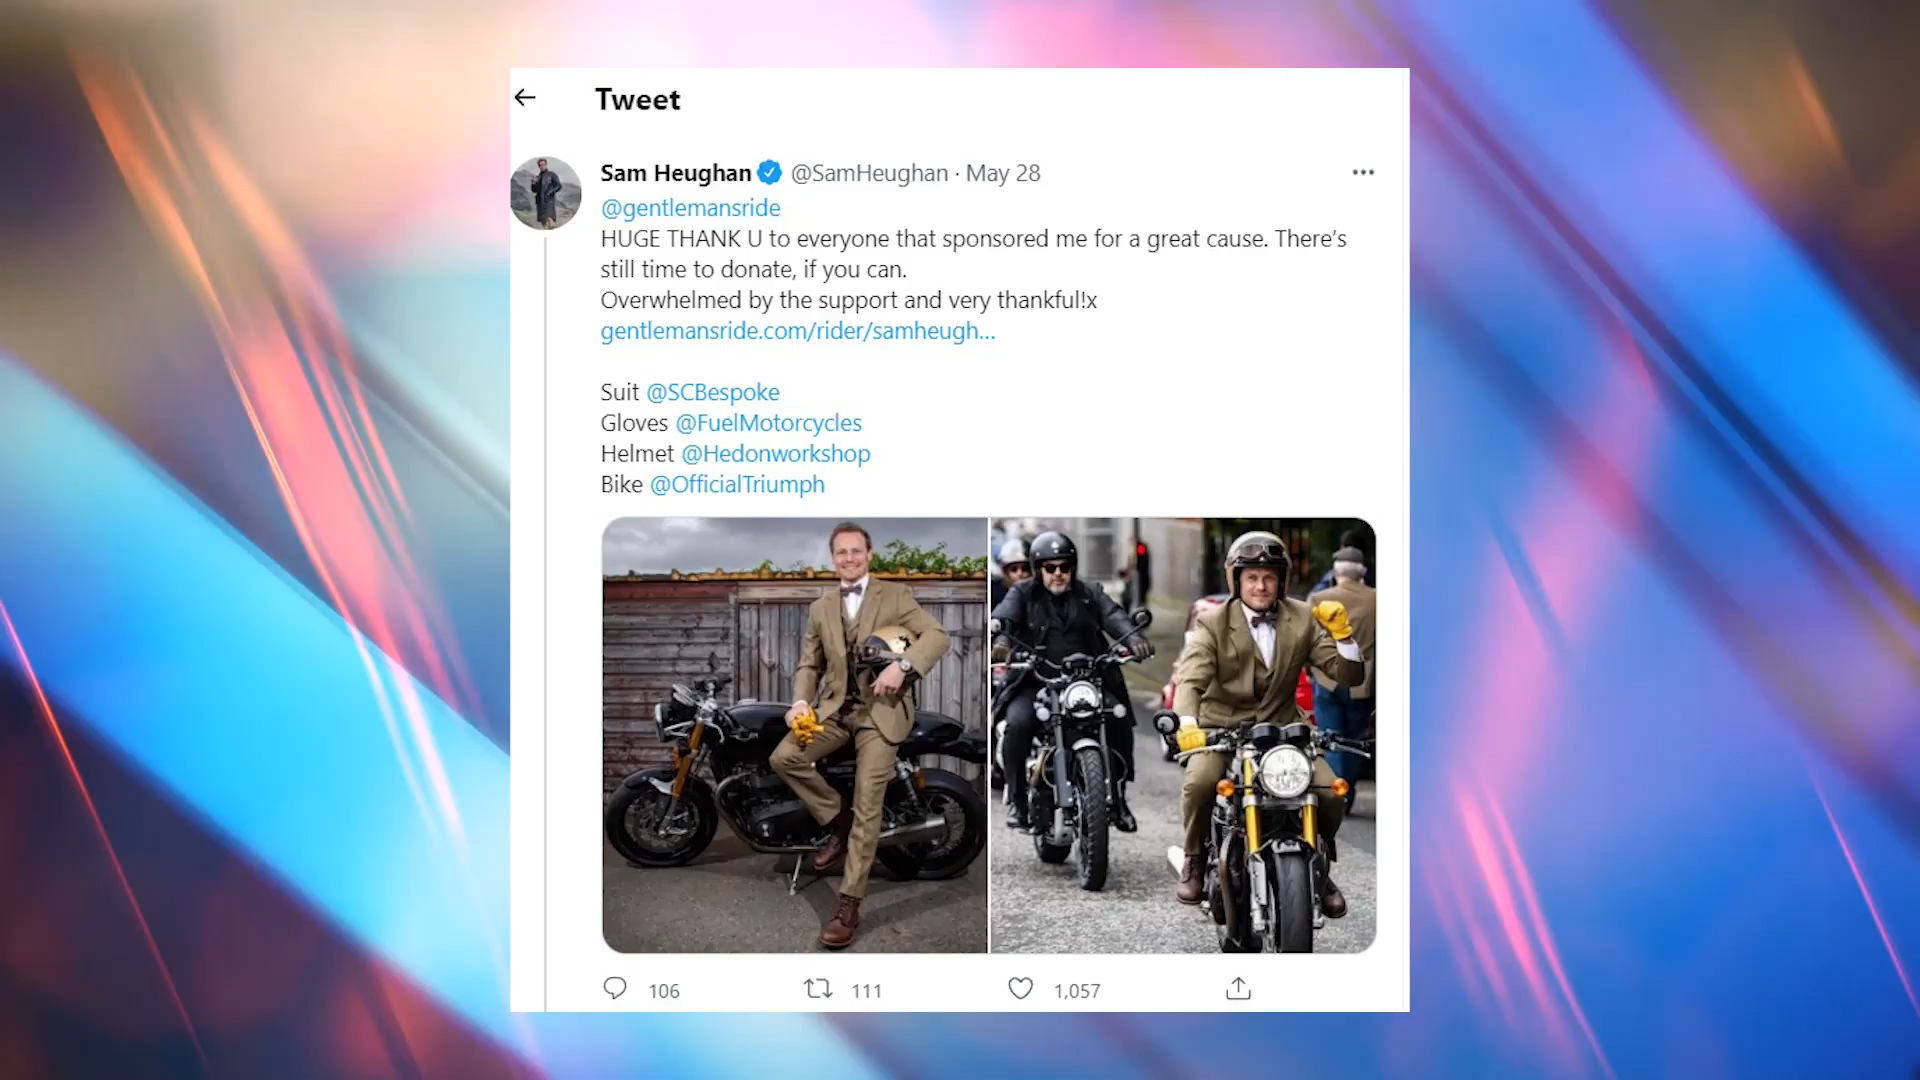 Tweet
Sam Heughan @SamHeughan · May 28
@gentlemansride
HUGE THANK U to everyone that sponsored me for a great cause. There’s
still time to donate, if you can.
Overwhelmed by the support and very thankful!x
gentlemansride.com/rider/samheugh...
Suit @SCBespoke
Gloves @FuelMotorcycles
Helmet @Hedonworkshop
Bike @OfficialTriumph
106 111 1,057